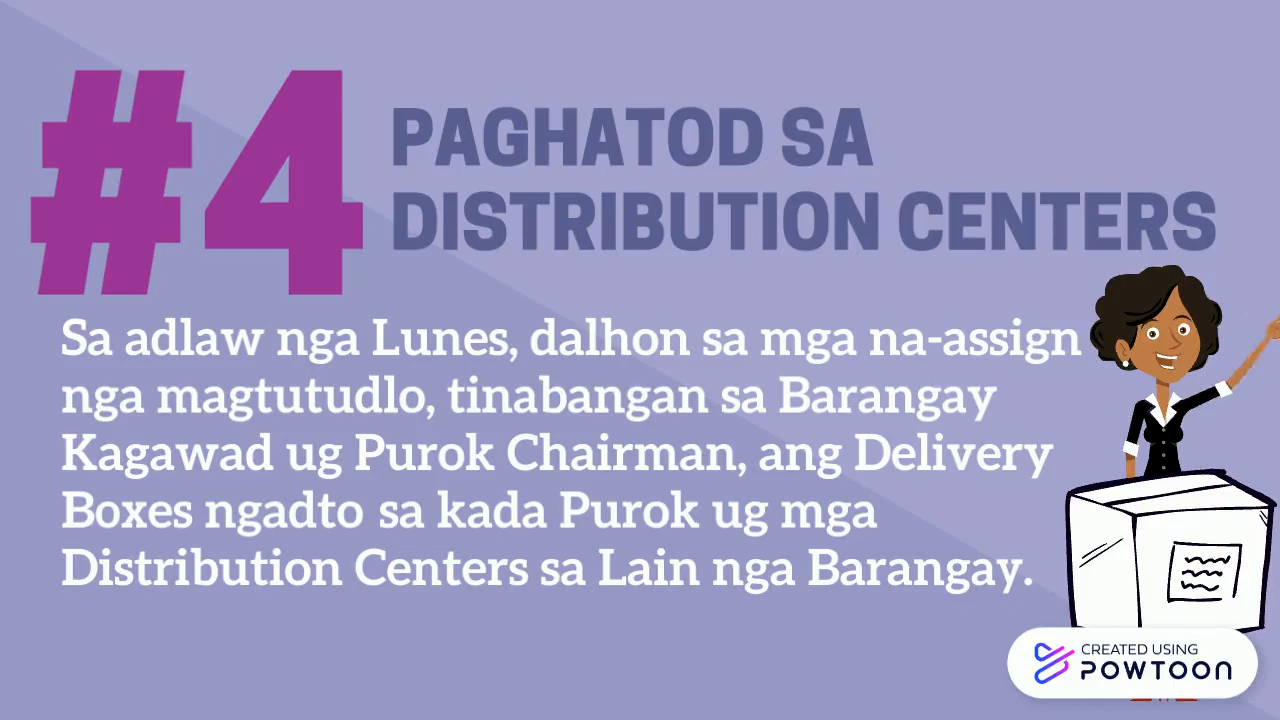 #4
PAGHATOD SA
DISTRIBUTION CENTERS
Sa adlaw nga Lunes, dalhon sa mga na-assign
nga magtutudlo, tinabangan sa Barangay
Kagawad ug Purok Chairman, ang Delivery
Boxes ngadto sa kada Purok ug mga
Distribution Centers sa Lain nga Barangay.
CREATED USING
POWTOON